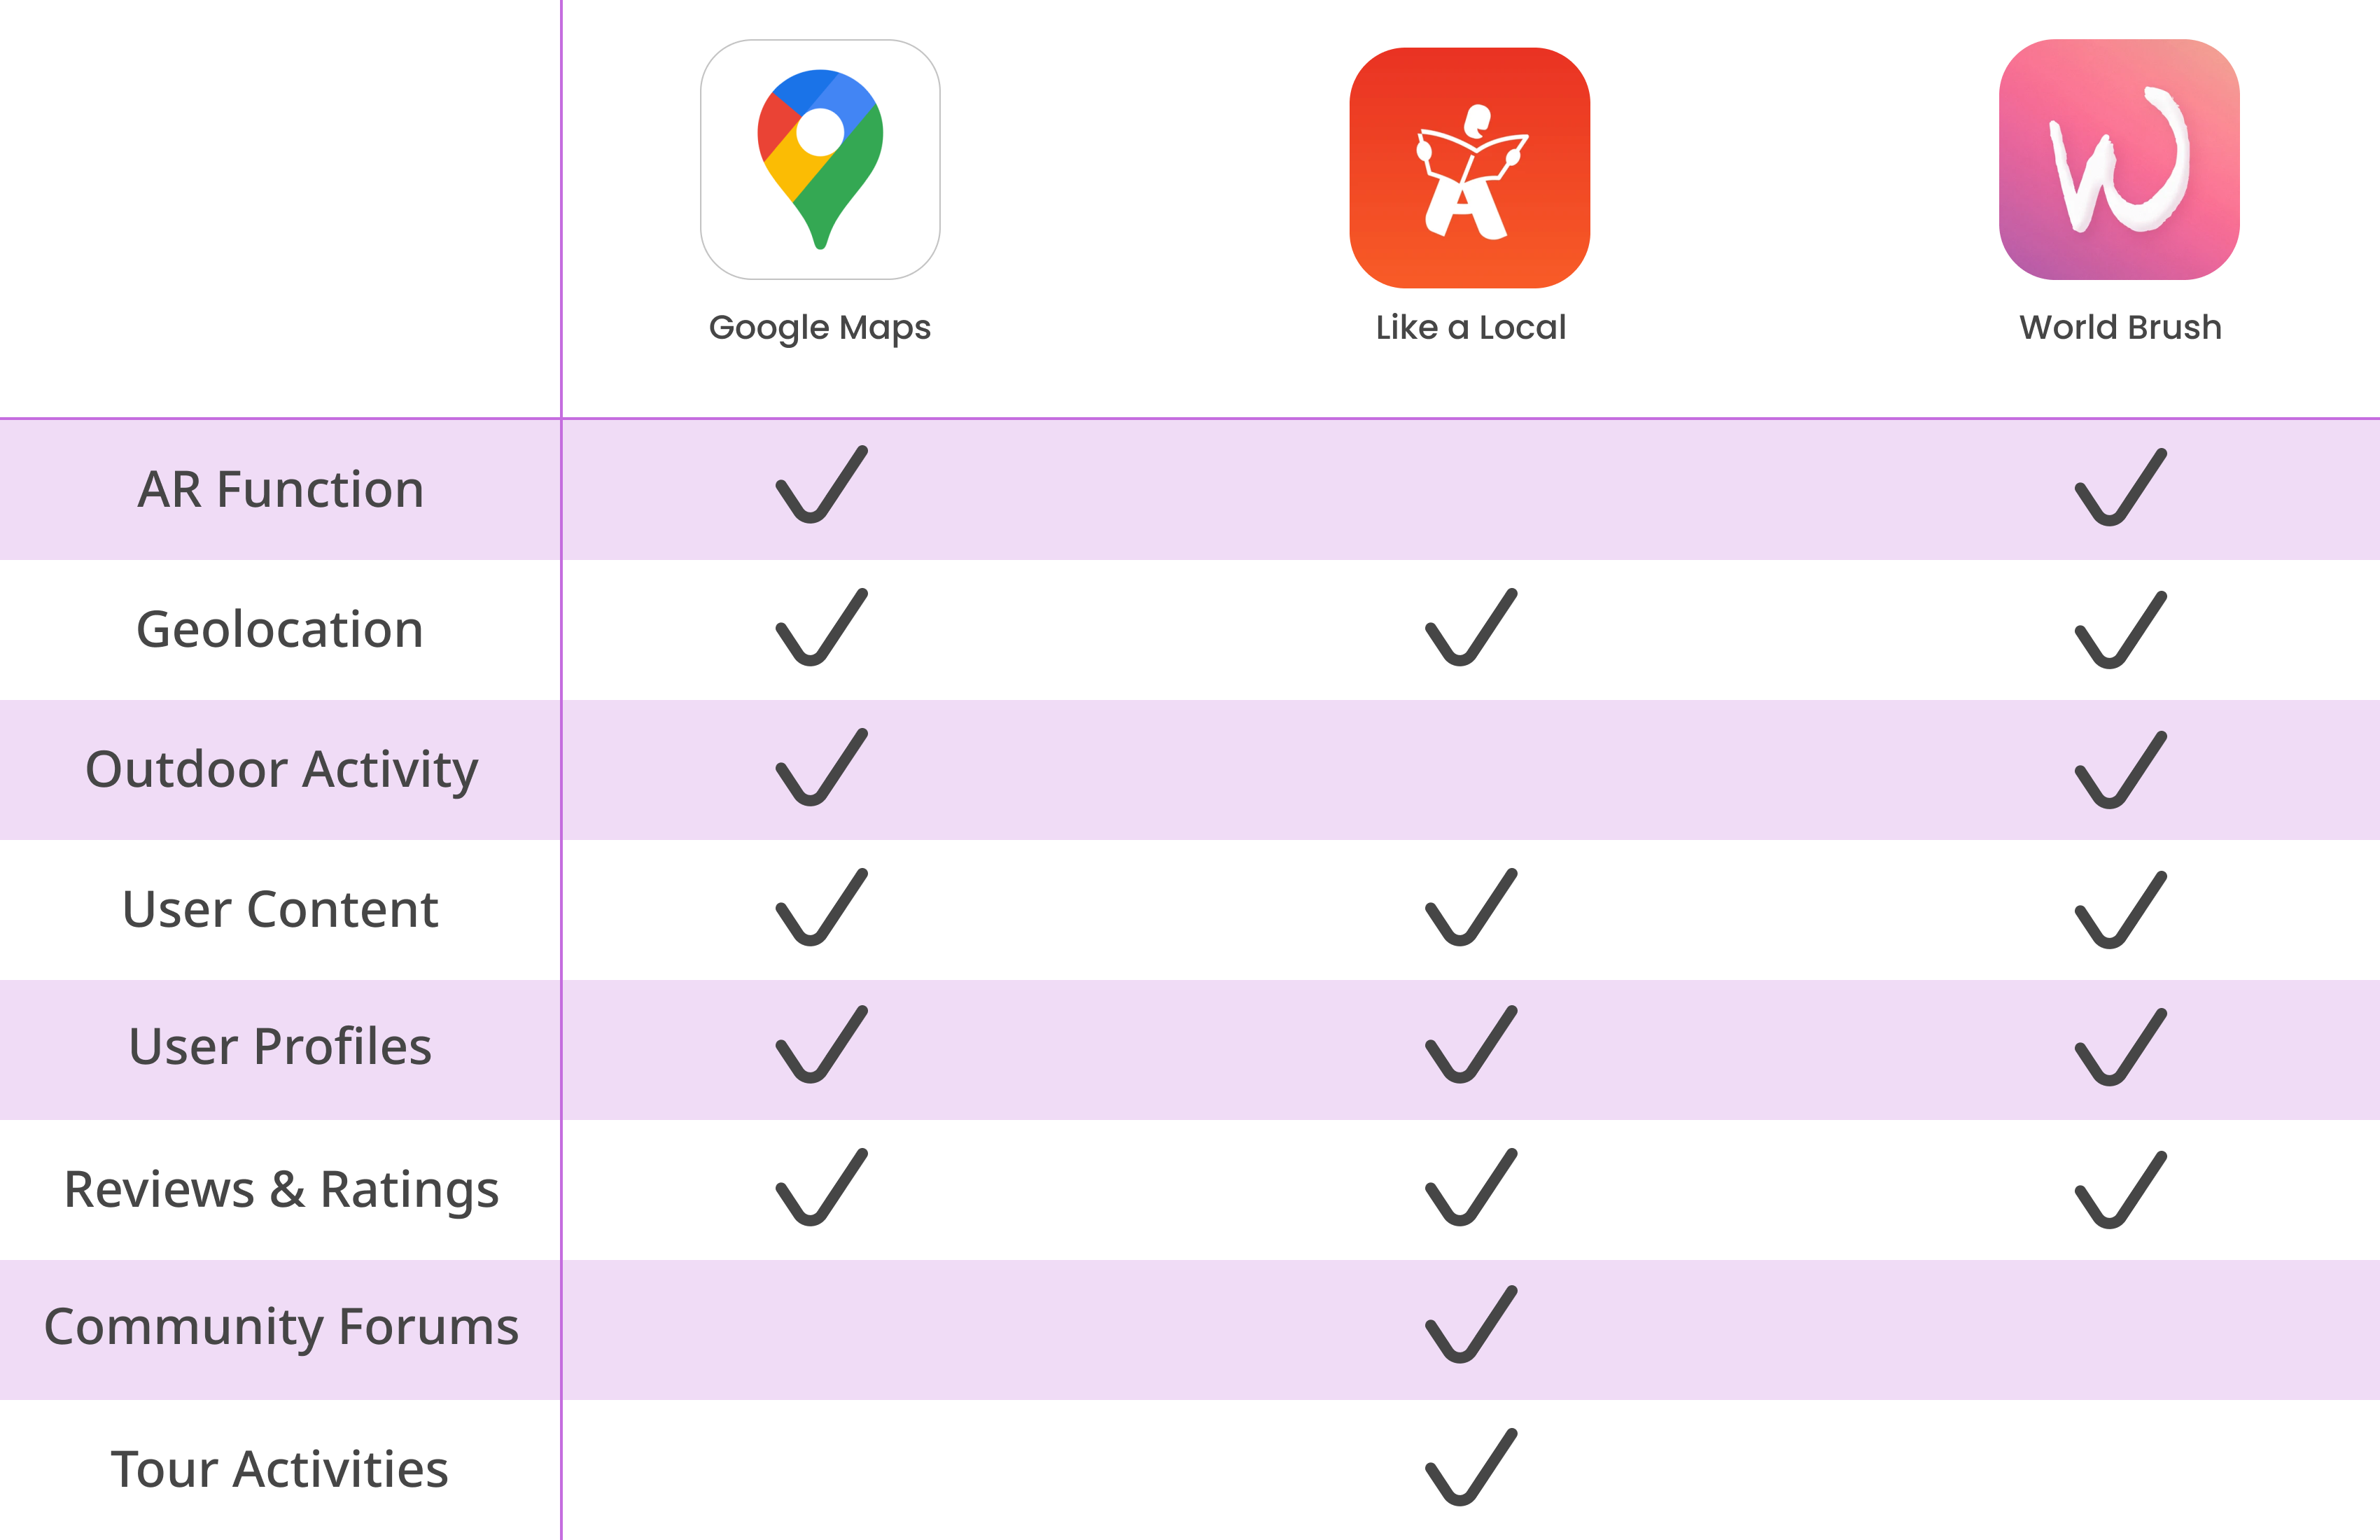 Google Maps
Like a Local
World Brush
AR Function
Geolocation
Outdoor Activity
User Content
User Profiles
Reviews & Ratings
Community Forums
Tour Activities